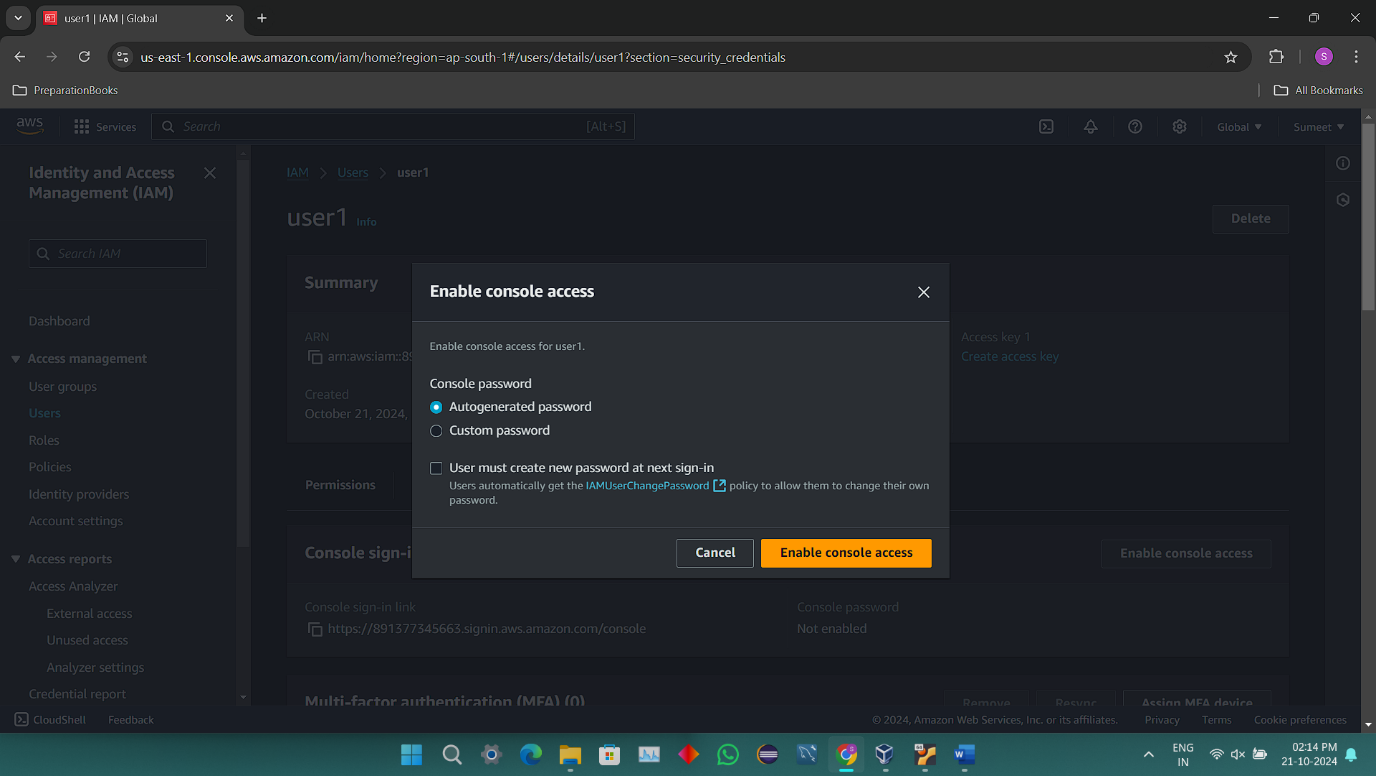 user1 | IAM | Global
us-east-1.console.aws.amazon.com/iam/home?region=ap-south-1#/users/details/user1?section=security_credentials
S
PreparationBooks
All Bookmarks
aws
Services
Search
[Alt+S]
Global
Sumeet
Identity and Access
Management (IAM)
Search IAM
Dashboard
Access management
User groups
Users
Roles
Policies
Identity providers
Account settings
Access reports
Access Analyzer
External access
Unused access
Analyzer settings
Credential report
IAM > Users > user1
user1 Info
Delete
Summary
ARN
arn:aws:iam::89
Created
October 21, 2024,
Access key 1
Create access key
Permissions
Enable console access
Enable console access for user1.
Console password
Autogenerated password
Custom password
User must create new password at next sign-in
Users automatically get the IAMUserChangePassword policy to allow them to change their own
password.
Cancel
Enable console access
Console sign-i
Enable console access
Console sign-in link
https://891377345663.signin.aws.amazon.com/console
Console password
Not enabled
Multi-factor authentication (MFA) (0)
Remove
Resync
Assign MFA device
CloudShell
Feedback
© 2024, Amazon Web Services, Inc. or its affiliates.
Privacy
Terms
Cookie preferences
ENG
IN
02:14 PM
21-10-2024